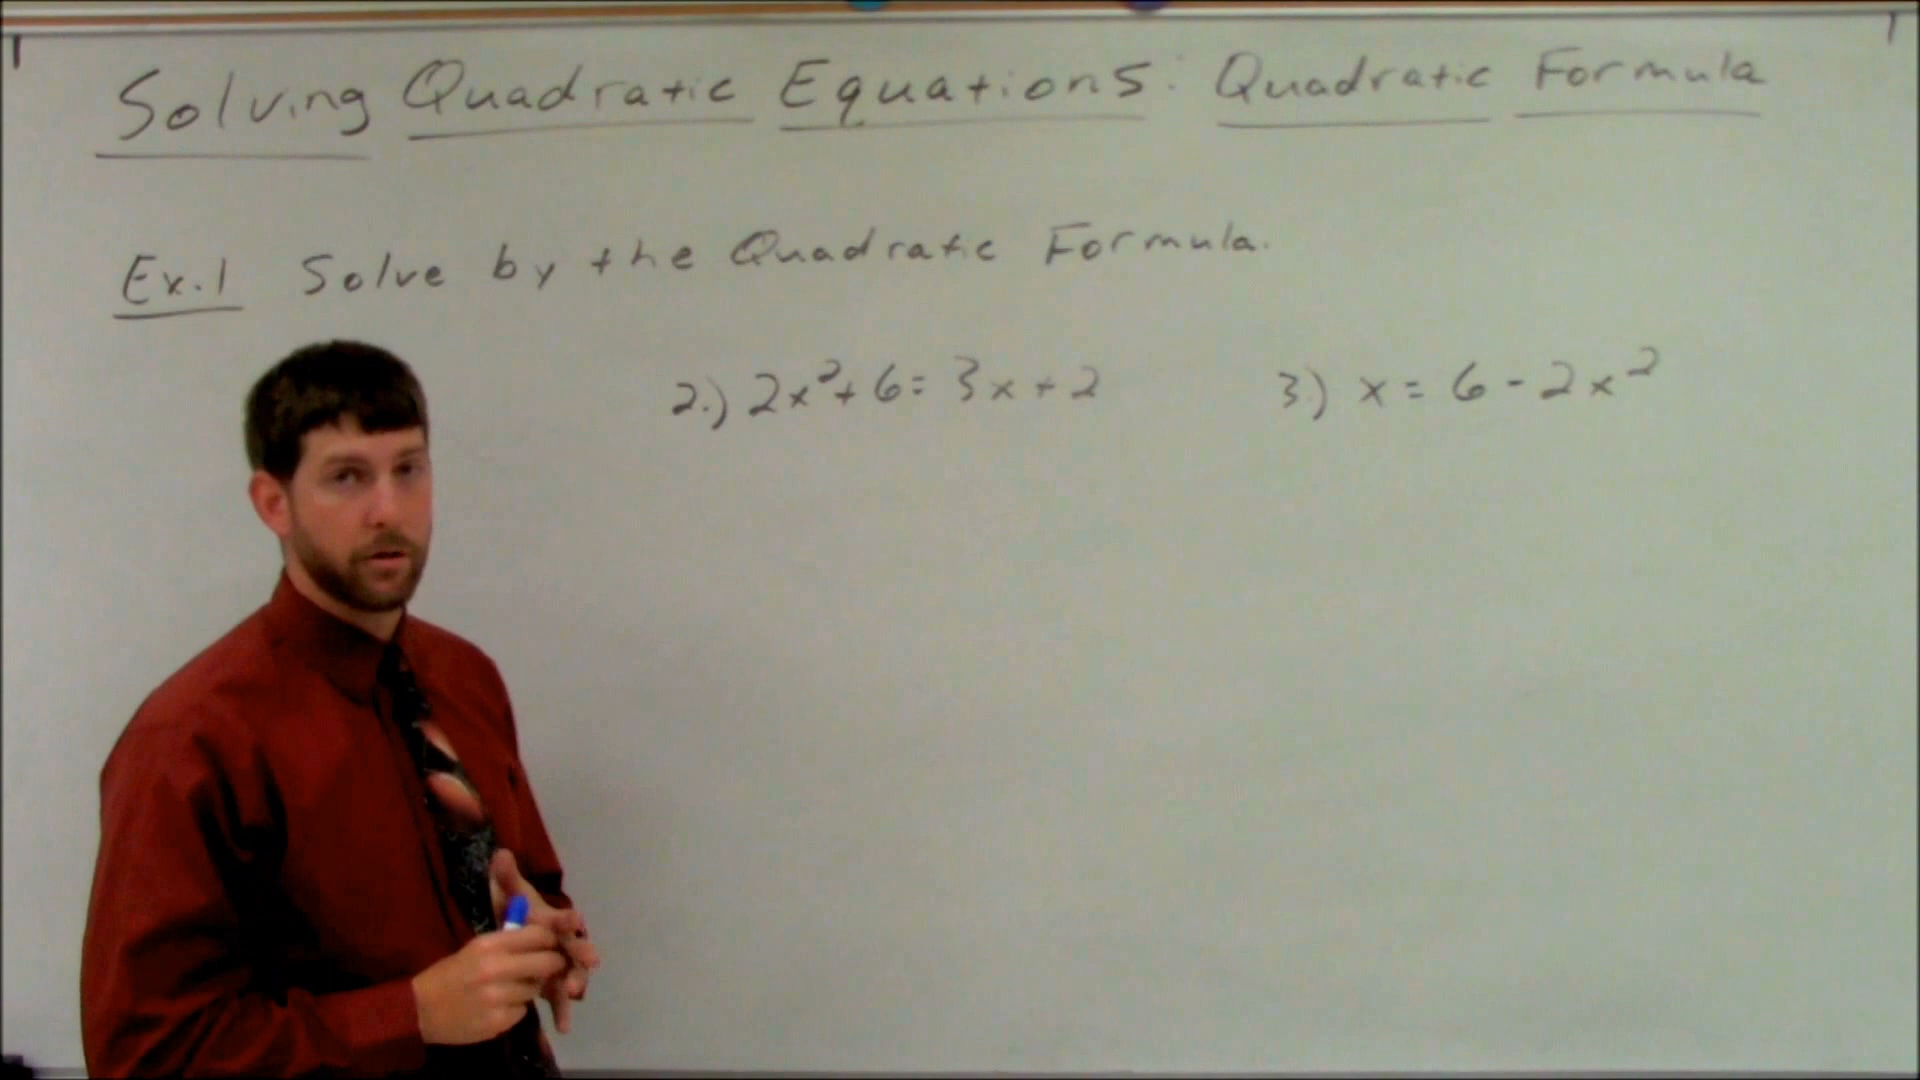 Solving Quadratic Equations: Quadratic Formula
Ex.1 Solve by the Quadratic Formula.
2.) 2x²+6=3x+2 3.) x=6-2x²